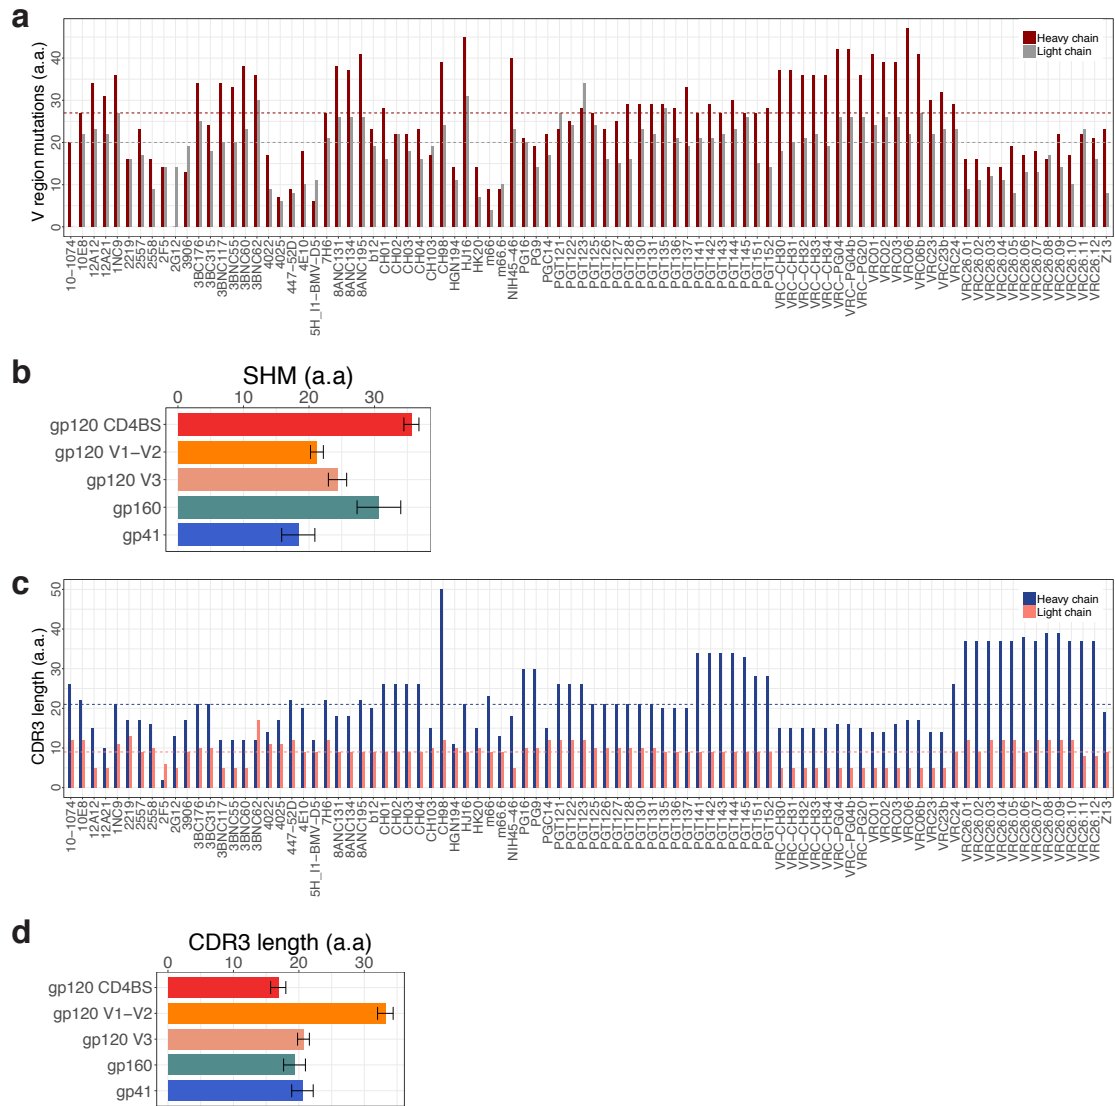 a
V region mutations (a.a.)
0 10 20 30 40
Heavy chain
Light chain
10-1074 10E8 12A12 12A21 1NC9 2219 2557 2558 2F5 2G12 3906 3BC176 3BC315 3BNC117 3BNC55 3BNC60 3BNC62 4022 4025 447-52D 4E10 5H_I1-BMV-D5 7H6 8ANC131 8ANC134 8ANC195 b12 CH01 CH02 CH03 CH04 CH103 CH98 HGN194 HJ16 HK20 m66 m66.6 NIH45-46 PG16 PG9 PGC14 PGT121 PGT122 PGT123 PGT125 PGT126 PGT127 PGT128 PGT130 PGT131 PGT135 PGT136 PGT137 PGT141 PGT142 PGT143 PGT144 PGT145 PGT151 PGT152 VRC-CH30 VRC-CH31 VRC-CH32 VRC-CH33 VRC-CH34 VRC-PG04 VRC-PG04b VRC-PG20 VRC01 VRC02 VRC03 VRC06 VRC06b VRC23 VRC23b VRC24 VRC26.01 VRC26.02 VRC26.03 VRC26.04 VRC26.05 VRC26.06 VRC26.07 VRC26.08 VRC26.09 VRC26.10 VRC26.11 VRC26.12 Z13
b
SHM (a.a)
0 10 20 30
gp120 CD4BS
gp120 V1-V2
gp120 V3
gp160
gp41
c
CDR3 length (a.a.)
0 10 20 30 40 50
Heavy chain
Light chain
10-1074 10E8 12A12 12A21 1NC9 2219 2557 2558 2F5 2G12 3906 3BC176 3BC315 3BNC117 3BNC55 3BNC60 3BNC62 4022 4025 447-52D 4E10 5H_I1-BMV-D5 7H6 8ANC131 8ANC134 8ANC195 b12 CH01 CH02 CH03 CH04 CH103 CH98 HGN194 HJ16 HK20 m66 m66.6 NIH45-46 PG16 PG9 PGC14 PGT121 PGT122 PGT123 PGT125 PGT126 PGT127 PGT128 PGT130 PGT131 PGT135 PGT136 PGT137 PGT141 PGT142 PGT143 PGT144 PGT145 PGT151 PGT152 VRC-CH30 VRC-CH31 VRC-CH32 VRC-CH33 VRC-CH34 VRC-PG04 VRC-PG04b VRC-PG20 VRC01 VRC02 VRC03 VRC06 VRC06b VRC23 VRC23b VRC24 VRC26.01 VRC26.02 VRC26.03 VRC26.04 VRC26.05 VRC26.06 VRC26.07 VRC26.08 VRC26.09 VRC26.10 VRC26.11 VRC26.12 Z13
d
CDR3 length (a.a)
0 10 20 30
gp120 CD4BS
gp120 V1-V2
gp120 V3
gp160
gp41